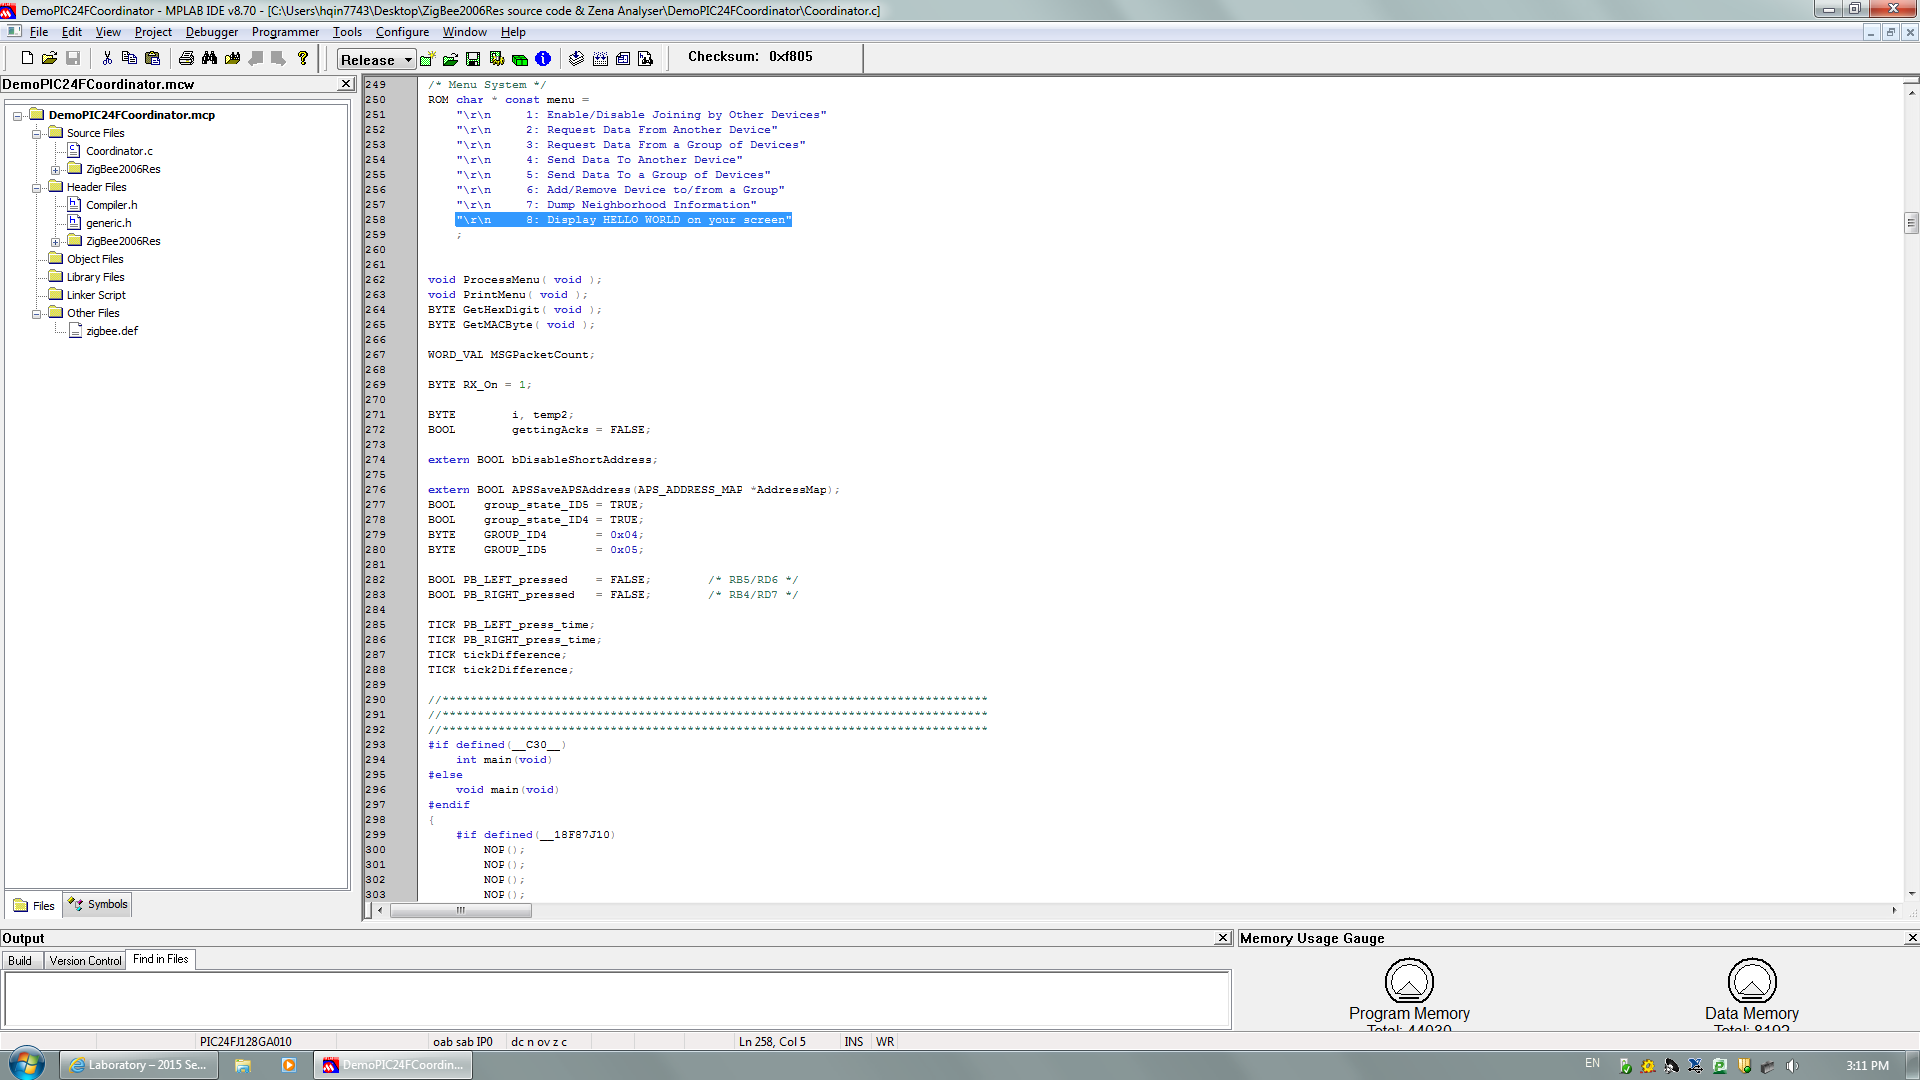 DemoPIC24FCoordinator - MPLAB IDE v8.70 - [C:\Users\hqin7743\Desktop\ZigBee2006Res source code & Zena Analyser\DemoPIC24FCoordinator\Coordinator.c]
File Edit View Project Debugger Programmer Tools Configure Window Help
Release Checksum: 0xf805
DemoPIC24FCoordinator.mcw
DemoPIC24FCoordinator.mcp
Source Files
Coordinator.c
ZigBee2006Res
Header Files
Compiler.h
generic.h
ZigBee2006Res
Object Files
Library Files
Linker Script
Other Files
zigbee.def
Files Symbols
249 /* Menu System */
250 ROM char * const menu =
251 "\r\n     1: Enable/Disable Joining by Other Devices"
252 "\r\n     2: Request Data From Another Device"
253 "\r\n     3: Request Data From a Group of Devices"
254 "\r\n     4: Send Data To Another Device"
255 "\r\n     5: Send Data To a Group of Devices"
256 "\r\n     6: Add/Remove Device to/from a Group"
257 "\r\n     7: Dump Neighborhood Information"
258 "\r\n     8: Display HELLO WORLD on your screen"
259 ;
260
261
262 void ProcessMenu( void );
263 void PrintMenu( void );
264 BYTE GetHexDigit( void );
265 BYTE GetMACByte( void );
266
267 WORD_VAL MSGPacketCount;
268
269 BYTE RX_On = 1;
270
271 BYTE        i, temp2;
272 BOOL        gettingAcks = FALSE;
273
274 extern BOOL bDisableShortAddress;
275
276 extern BOOL APSSaveAPSAddress(APS_ADDRESS_MAP *AddressMap);
277 BOOL    group_state_ID5 = TRUE;
278 BOOL    group_state_ID4 = TRUE;
279 BYTE    GROUP_ID4       = 0x04;
280 BYTE    GROUP_ID5       = 0x05;
281
282 BOOL PB_LEFT_pressed    = FALSE;        /* RB5/RD6 */
283 BOOL PB_RIGHT_pressed   = FALSE;        /* RB4/RD7 */
284
285 TICK PB_LEFT_press_time;
286 TICK PB_RIGHT_press_time;
287 TICK tickDifference;
288 TICK tick2Difference;
289
290 //******************************************************************************
291 //******************************************************************************
292 //******************************************************************************
293 #if defined(__C30__)
294 int main(void)
295 #else
296 void main(void)
297 #endif
298 {
299 #if defined(__18F87J10)
300 NOP();
301 NOP();
302 NOP();
303 NOP();
Output
Build Version Control Find in Files
Memory Usage Gauge
Program Memory
Total: 44030
Data Memory
Total: 8192
PIC24FJ128GA010 oab sab IP0 dc n ov z c Ln 258, Col 5 INS WR
Laboratory – 2015 Se... DemoPIC24FCoordin... EN 3:11 PM